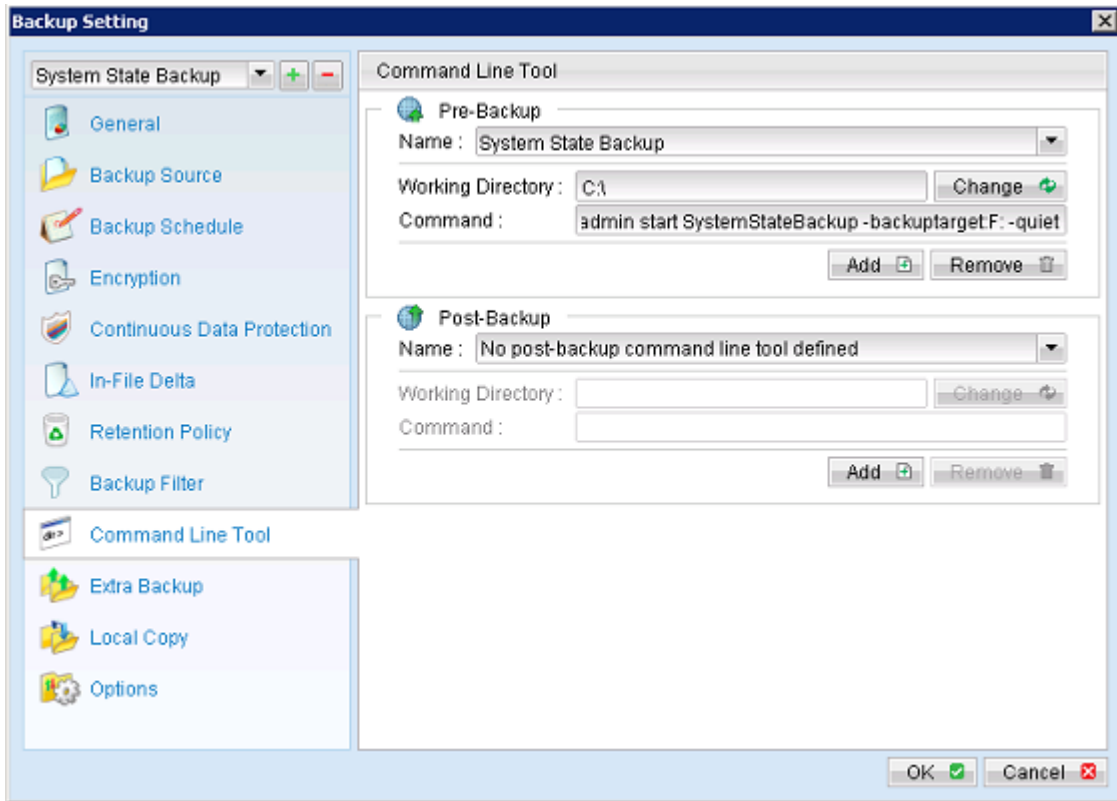 Backup Setting
System State Backup
General
Backup Source
Backup Schedule
Encryption
Continuous Data Protection
In-File Delta
Retention Policy
Backup Filter
Command Line Tool
Extra Backup
Local Copy
Options
Command Line Tool
Pre-Backup
Name : System State Backup
Working Directory : C:\ Change
Command : admin start SystemStateBackup -backuptarget:F: -quiet
Add Remove
Post-Backup
Name : No post-backup command line tool defined
Working Directory : Change
Command :
Add Remove
OK Cancel